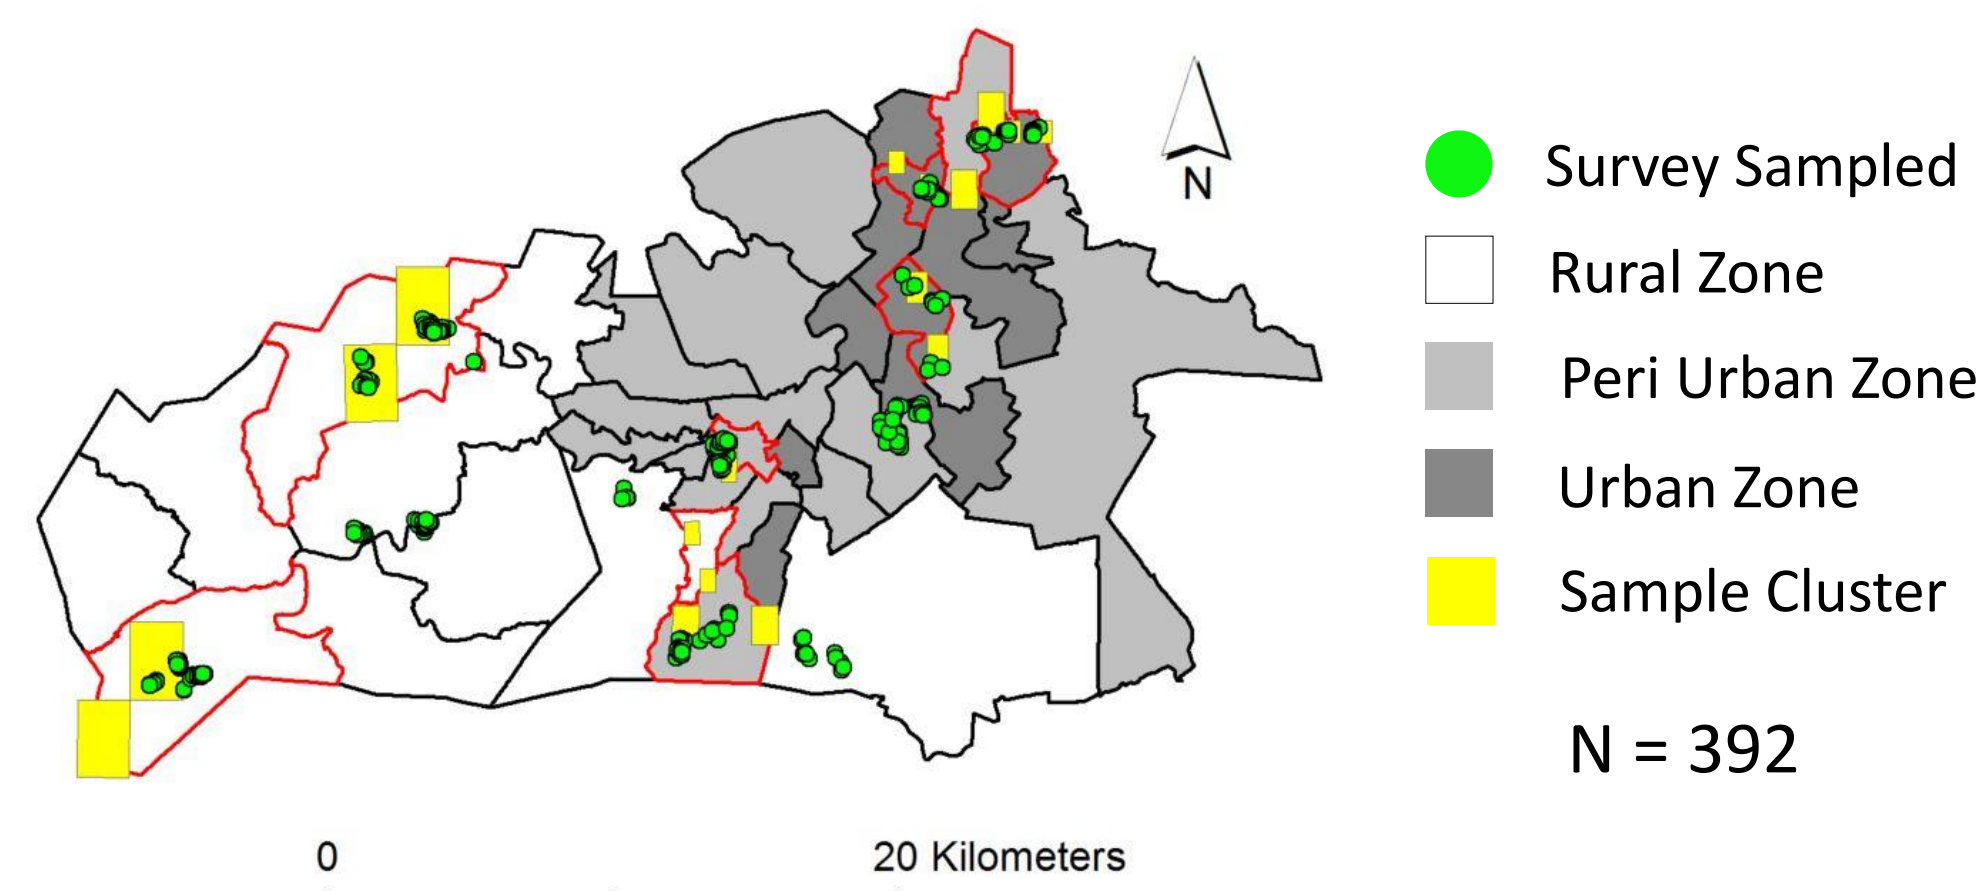 N
Survey Sampled
Rural Zone
Peri Urban Zone
Urban Zone
Sample Cluster
N = 392
0 20 Kilometers